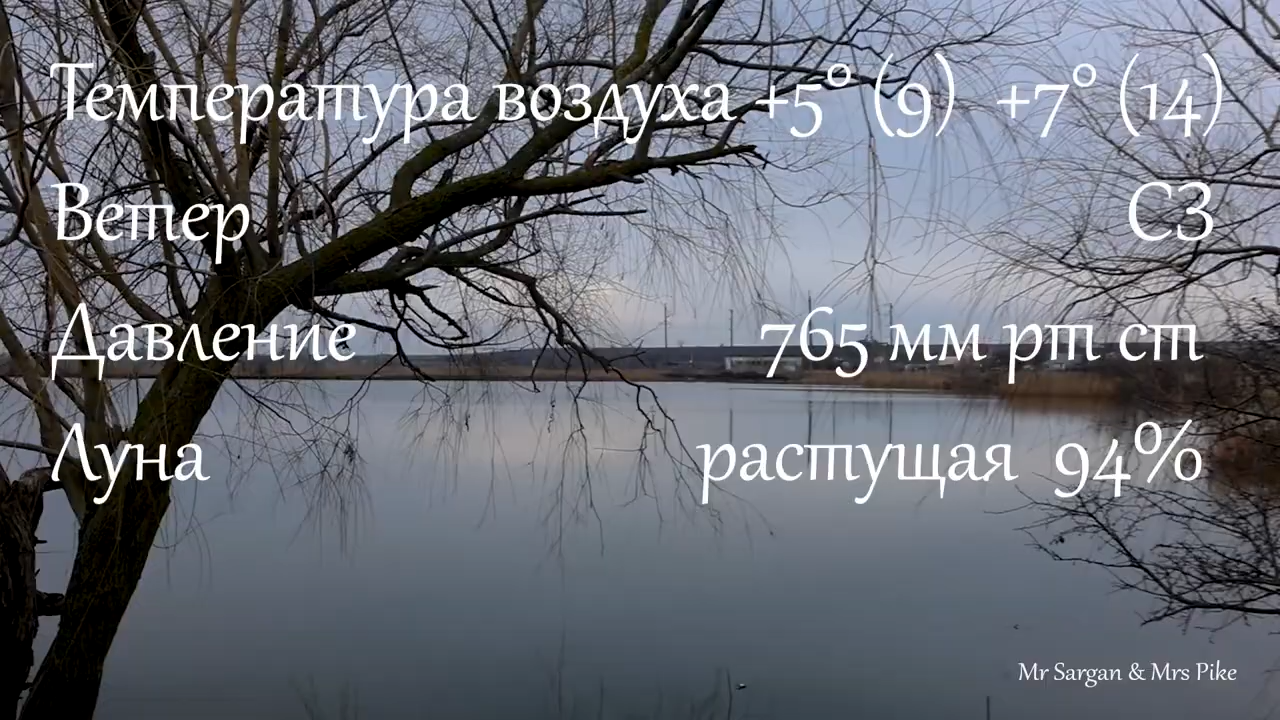 Температура воздуха +5° (9) +7° (14)
Ветер СЗ
Давление 765 мм рт ст
Луна растущая 94%
Mr Sargan & Mrs Pike